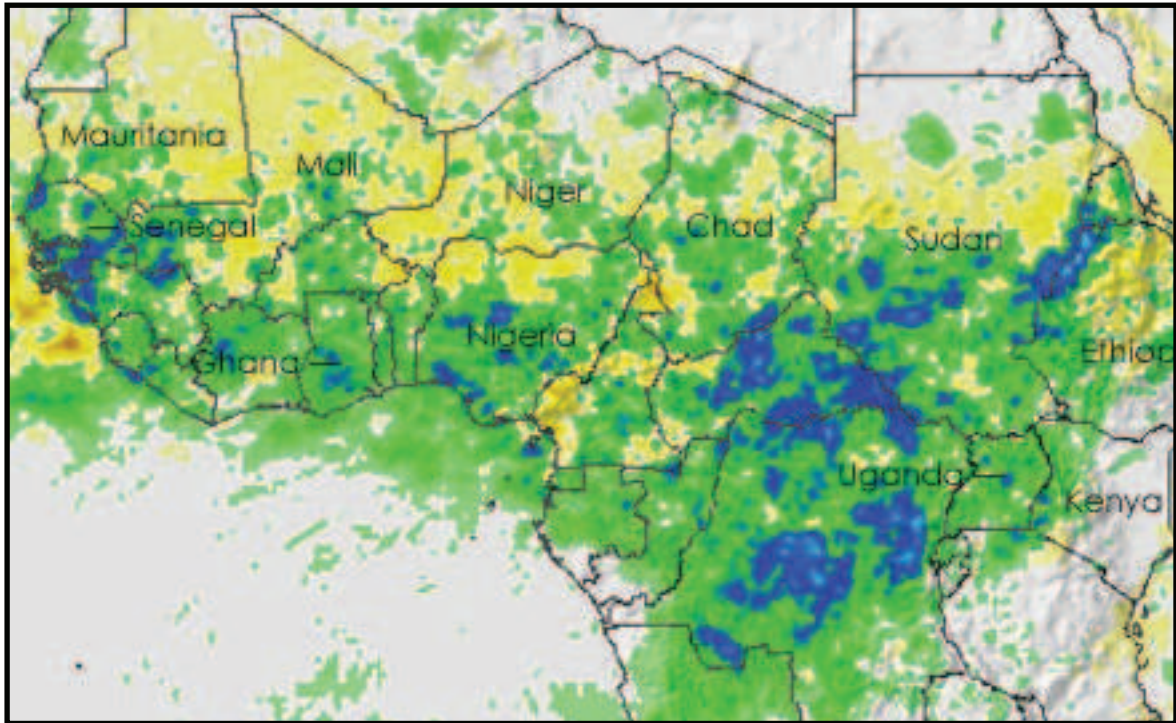 Mauritania
Mali
Niger
Senegal
Chad
Sudan
Ghana
Nigeria
Ethiop
Uganda
Kenya